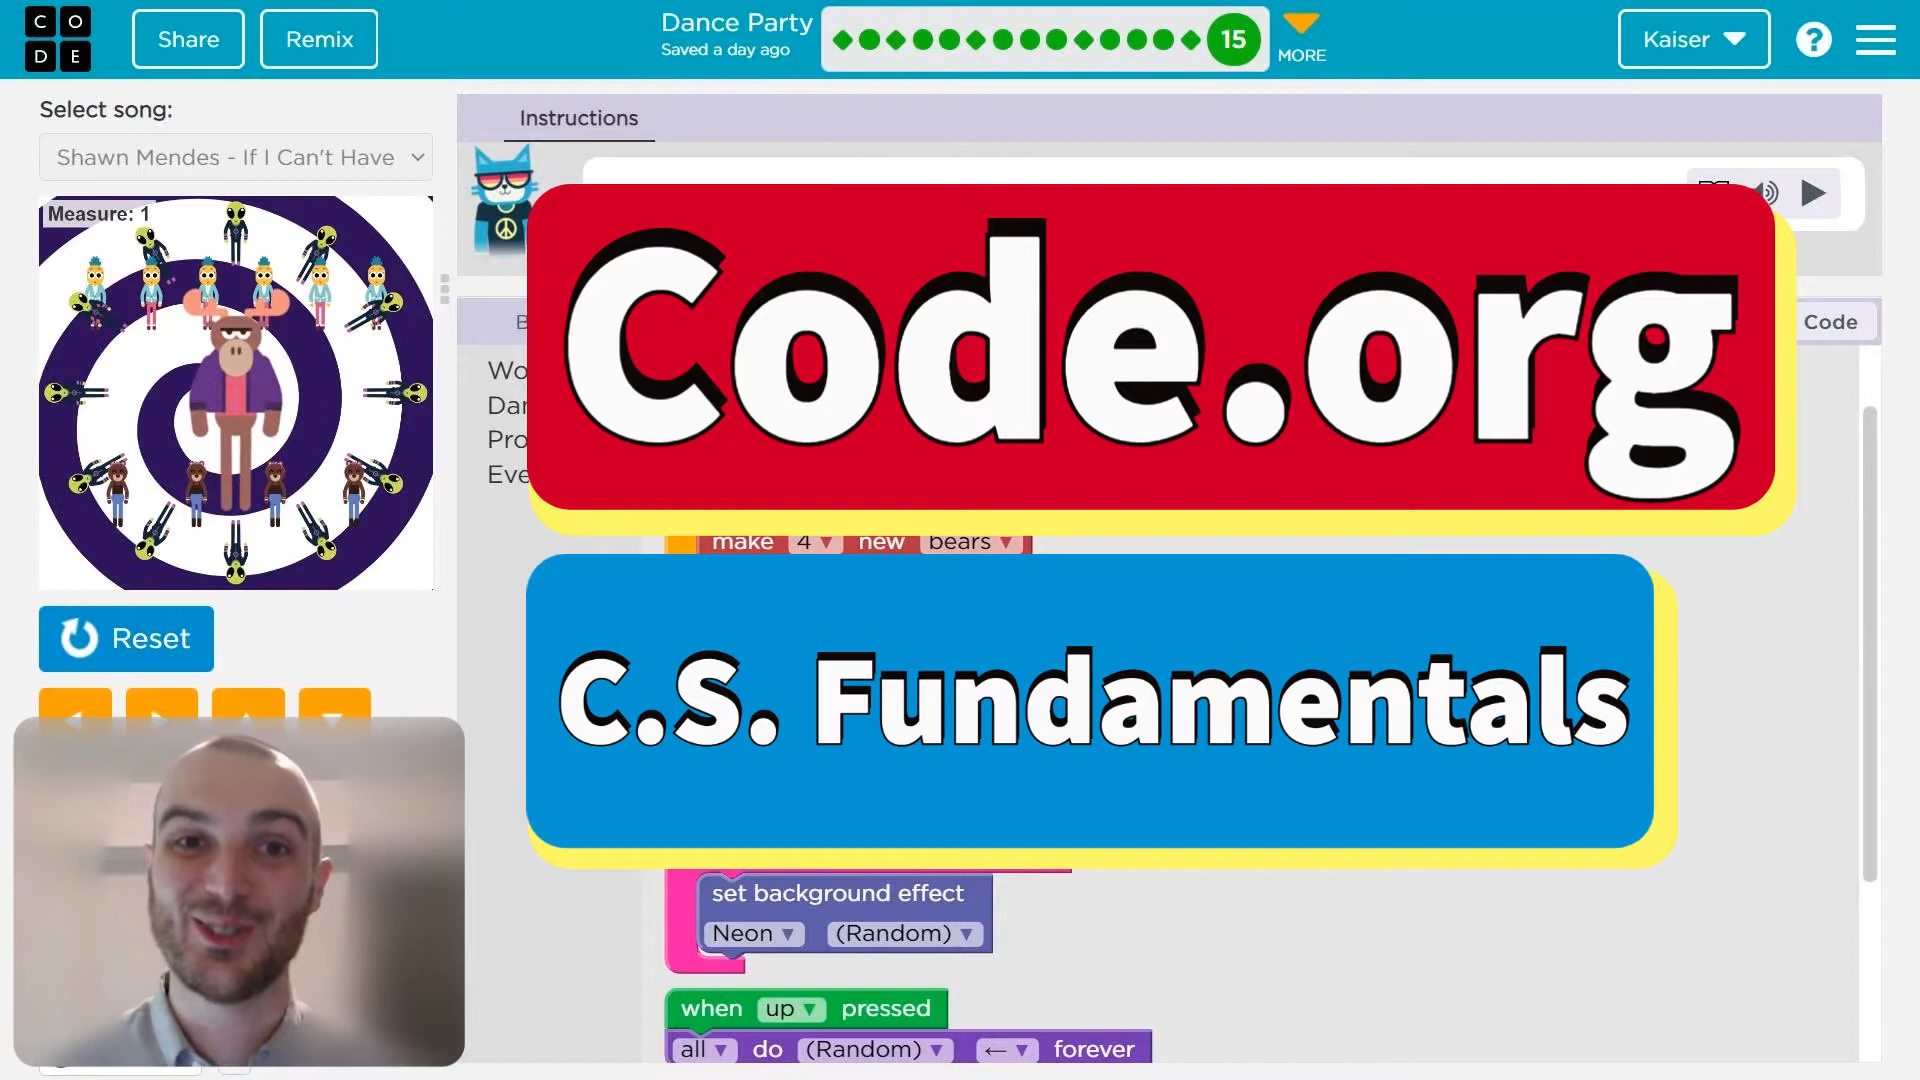 CODE
Share
Remix
Dance Party
Saved a day ago
15
MORE
Kaiser
?
Select song:
Shawn Mendes - If I Can't Have
Instructions
Measure: 1
Code.org
Code
make 4 new bears
C.S. Fundamentals
Reset
set background effect
Neon (Random)
when up pressed
all do (Random) ← forever